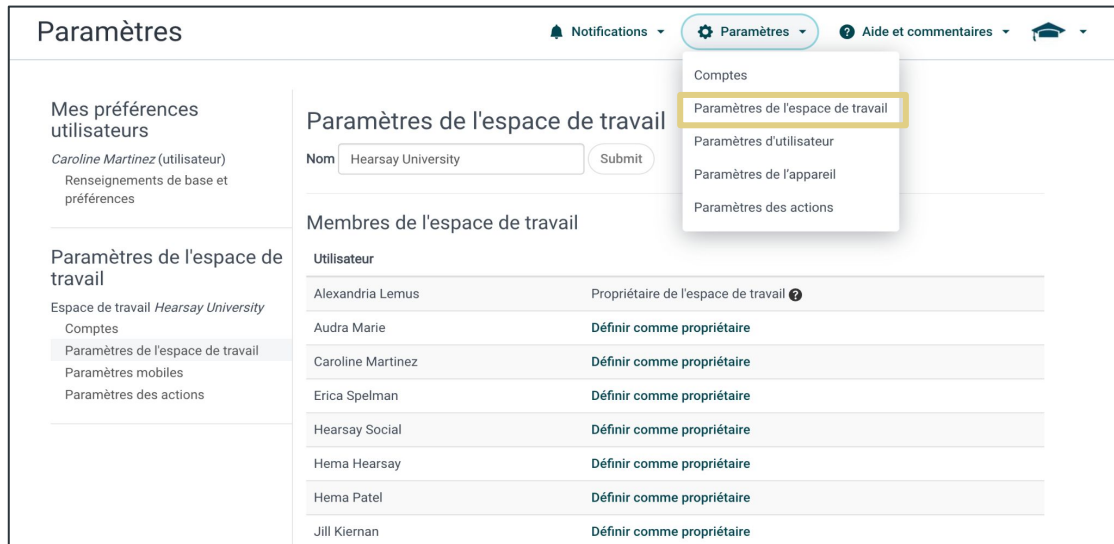 Paramètres
Notifications
Paramètres
Aide et commentaires
Comptes
Paramètres de l'espace de travail
Paramètres d'utilisateur
Paramètres de l'appareil
Paramètres des actions
Mes préférences
utilisateurs
Caroline Martinez (utilisateur)
Renseignements de base et
préférences
Paramètres de l'espace de
travail
Espace de travail Hearsay University
Comptes
Paramètres de l'espace de travail
Paramètres mobiles
Paramètres des actions
Paramètres de l'espace de travail
Nom Hearsay University Submit
Membres de l'espace de travail
Utilisateur
Alexandria Lemus Propriétaire de l'espace de travail
Audra Marie Définir comme propriétaire
Caroline Martinez Définir comme propriétaire
Erica Spelman Définir comme propriétaire
Hearsay Social Définir comme propriétaire
Hema Hearsay Définir comme propriétaire
Hema Patel Définir comme propriétaire
Jill Kiernan Définir comme propriétaire